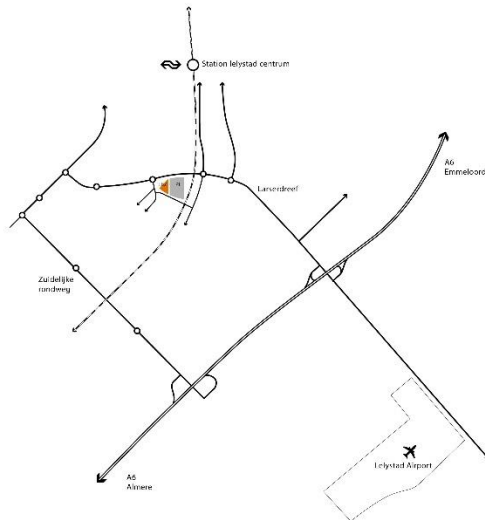 Station lelystad centrum
A6
Emmeloord
Larserdreef
Zuidelijke
rondweg
Lelystad Airport
A6
Almere